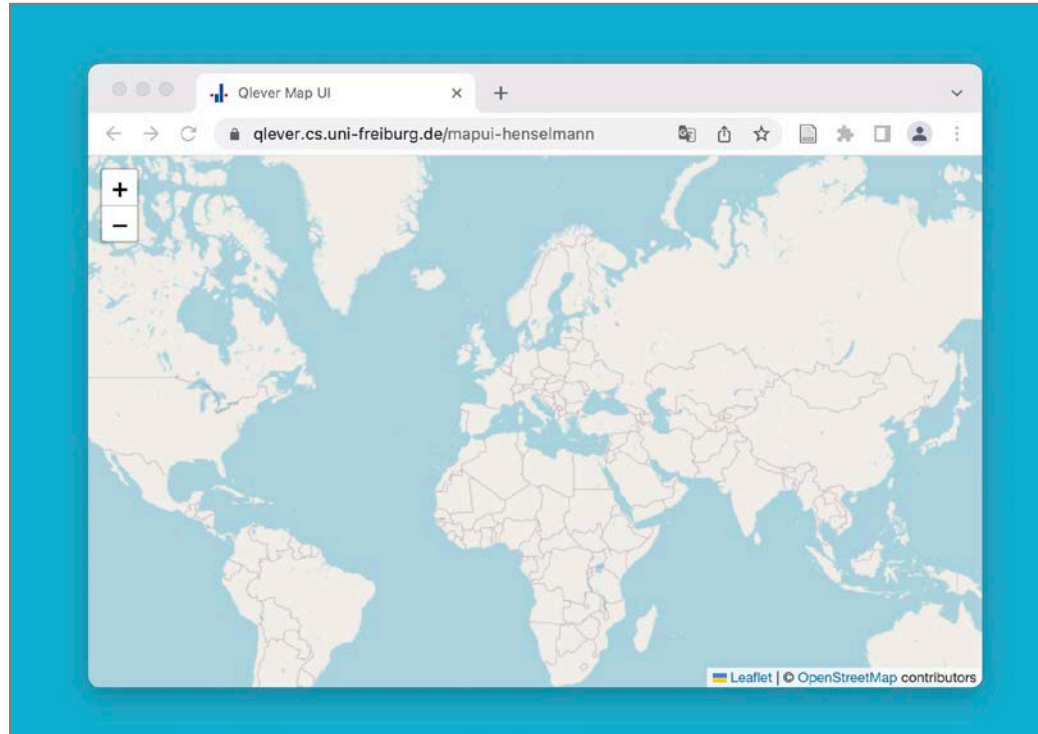 Qlever Map UI
qlever.cs.uni-freiburg.de/mapui-henselmann
+
−
Leaflet | © OpenStreetMap contributors